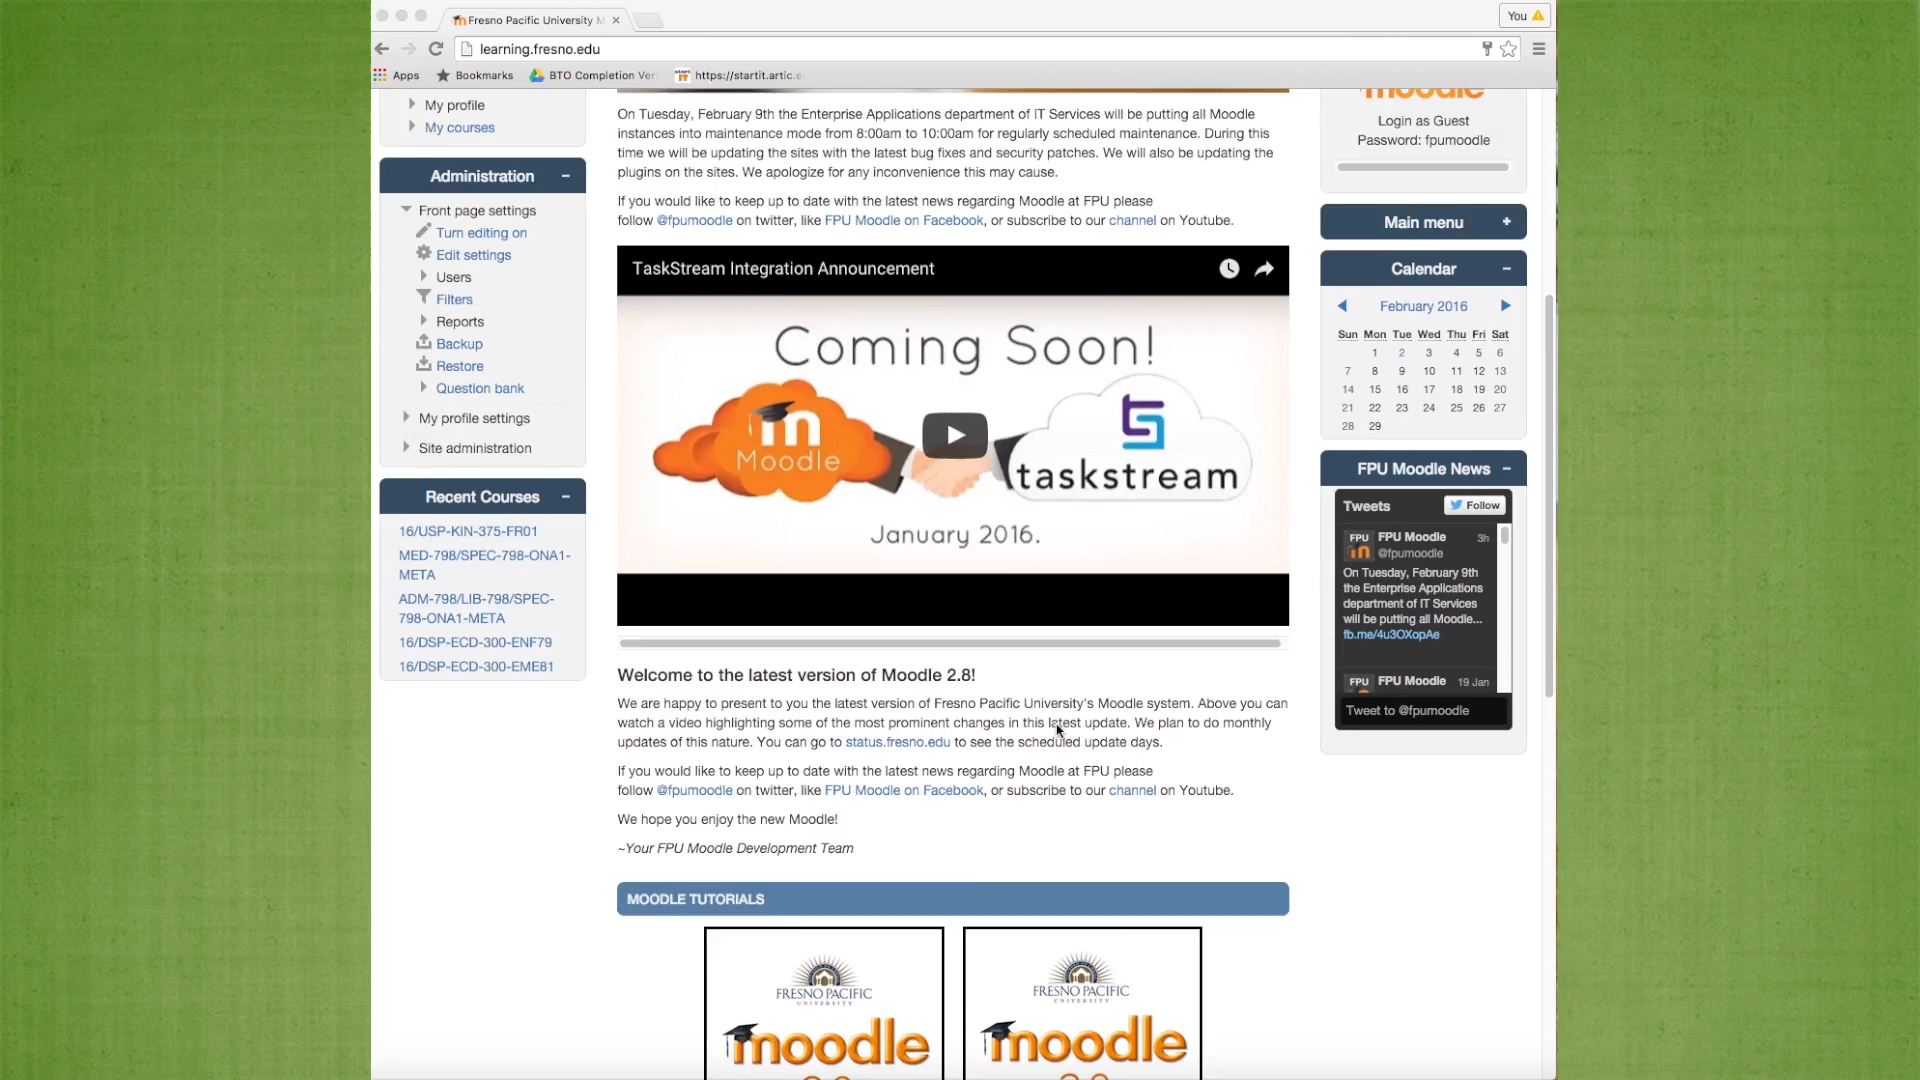 Fresno Pacific University M
You
learning.fresno.edu
Apps
Bookmarks
BTO Completion Ver
https://startit.artic.e
My profile
My courses
Administration
Front page settings
Turn editing on
Edit settings
Users
Filters
Reports
Backup
Restore
Question bank
My profile settings
Site administration
Recent Courses
16/USP-KIN-375-FR01
MED-798/SPEC-798-ONA1-
META
ADM-798/LIB-798/SPEC-
798-ONA1-META
16/DSP-ECD-300-ENF79
16/DSP-ECD-300-EME81
On Tuesday, February 9th the Enterprise Applications department of IT Services will be putting all Moodle
instances into maintenance mode from 8:00am to 10:00am for regularly scheduled maintenance. During this
time we will be updating the sites with the latest bug fixes and security patches. We will also be updating the
plugins on the sites. We apologize for any inconvenience this may cause.
If you would like to keep up to date with the latest news regarding Moodle at FPU please
follow @fpumoodle on twitter, like FPU Moodle on Facebook, or subscribe to our channel on Youtube.
TaskStream Integration Announcement
Coming Soon!
m
Moodle
taskstream
January 2016.
Welcome to the latest version of Moodle 2.8!
We are happy to present to you the latest version of Fresno Pacific University's Moodle system. Above you can
watch a video highlighting some of the most prominent changes in this latest update. We plan to do monthly
updates of this nature. You can go to status.fresno.edu to see the scheduled update days.
If you would like to keep up to date with the latest news regarding Moodle at FPU please
follow @fpumoodle on twitter, like FPU Moodle on Facebook, or subscribe to our channel on Youtube.
We hope you enjoy the new Moodle!
~Your FPU Moodle Development Team
MOODLE TUTORIALS
FRESNO PACIFIC
UNIVERSITY
moodle
FRESNO PACIFIC
UNIVERSITY
moodle
moodle
Login as Guest
Password: fpumoodle
Main menu
Calendar
February 2016
Sun Mon Tue Wed Thu Fri Sat
1 2 3 4 5 6
7 8 9 10 11 12 13
14 15 16 17 18 19 20
21 22 23 24 25 26 27
28 29
FPU Moodle News
Tweets
Follow
FPU
FPU Moodle 3h
@fpumoodle
On Tuesday, February 9th
the Enterprise Applications
department of IT Services
will be putting all Moodle...
fb.me/4u3OXopAe
FPU
FPU Moodle 19 Jan
Tweet to @fpumoodle